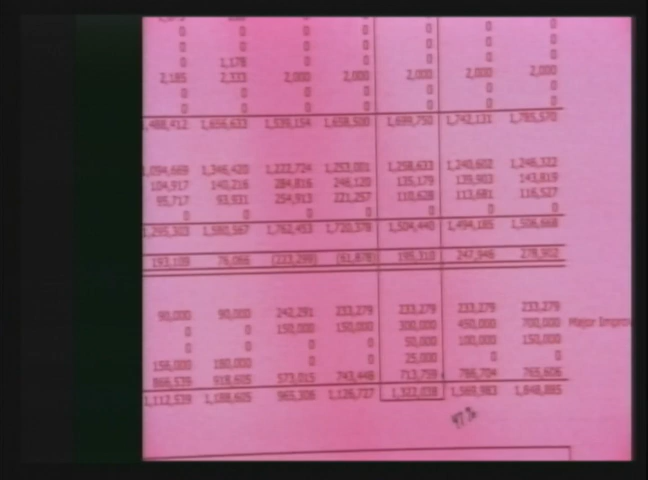 0 0 0 0 0 0
0 0 0 0 0 0 0
0 0 0 0 0 0
0 1,178 0 0 0 0 0
2,185 2,333 2,000 2,000 2,000 2,000 2,000
0 0 0 0 0 0 0
0 0 0 0 0 0 0
1,656,633 1,539,154 1,658,500 1,699,750 1,742,131 1,785,570
1,346,420 1,222,724 1,253,001 1,258,633 1,240,602 1,246,322
104,917 140,216 284,816 246,120 135,179 139,903 143,819
95,717 93,931 254,913 221,257 110,628 113,681 116,527
0 0 0 0 0 0 0
1,580,567 1,762,453 1,720,378 1,504,440 1,494,185 1,506,668
193,109 76,066 (223,299) (61,878) 195,310 247,946 278,902
90,000 90,000 242,291 233,279 233,279 233,279 233,279
0 0 150,000 150,000 300,000 450,000 700,000 Major Impro
0 0 0 0 50,000 100,000 150,000
156,000 180,000 0 0 25,000 0 0
866,539 918,605 573,015 743,448 713,759 786,704 765,606
1,112,539 1,188,605 965,306 1,126,727 1,322,038 1,569,983 1,848,885